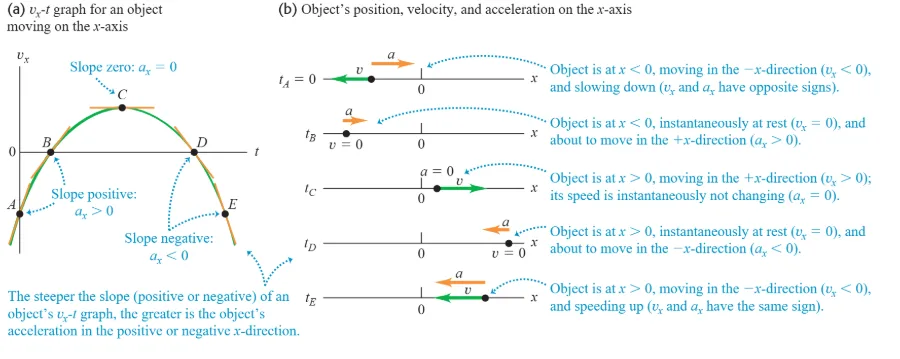 (a) vₓ-t graph for an object
moving on the x-axis
vₓ
Slope zero: aₓ = 0
C
B
D
0
t
Slope positive:
aₓ > 0
A
E
Slope negative:
aₓ < 0
The steeper the slope (positive or negative) of an
object’s vₓ-t graph, the greater is the object’s
acceleration in the positive or negative x-direction.
(b) Object’s position, velocity, and acceleration on the x-axis
a
v
t_A = 0
x
0
Object is at x < 0, moving in the −x-direction (vₓ < 0),
and slowing down (vₓ and aₓ have opposite signs).
a
t_B
x
v = 0
0
Object is at x < 0, instantaneously at rest (vₓ = 0), and
about to move in the +x-direction (aₓ > 0).
a = 0
v
t_C
x
0
Object is at x > 0, moving in the +x-direction (vₓ > 0);
its speed is instantaneously not changing (aₓ = 0).
a
t_D
x
0
v = 0
Object is at x > 0, instantaneously at rest (vₓ = 0), and
about to move in the −x-direction (aₓ < 0).
a
v
t_E
x
0
Object is at x > 0, moving in the −x-direction (vₓ < 0),
and speeding up (vₓ and aₓ have the same sign).